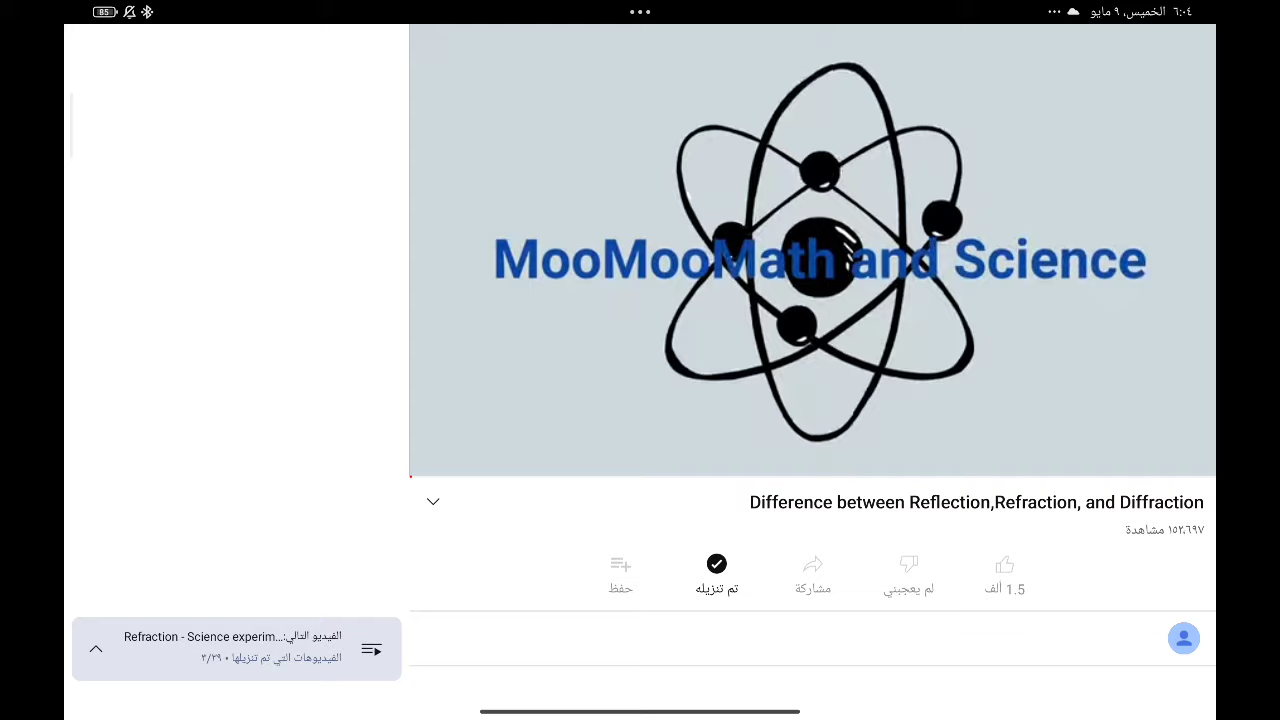 ٦:٠٤ الخميس، ٩ مايو
85
MooMooMath and Science
Difference between Reflection,Refraction, and Diffraction
١٥٢،٦٩٧ مشاهدة
1.5 ألف
لم يعجبني
مشاركة
تم تنزيله
حفظ
الفيديو التالي:...Refraction - Science experim
الفيديوهات التي تم تنزيلها • ٣/٢٩